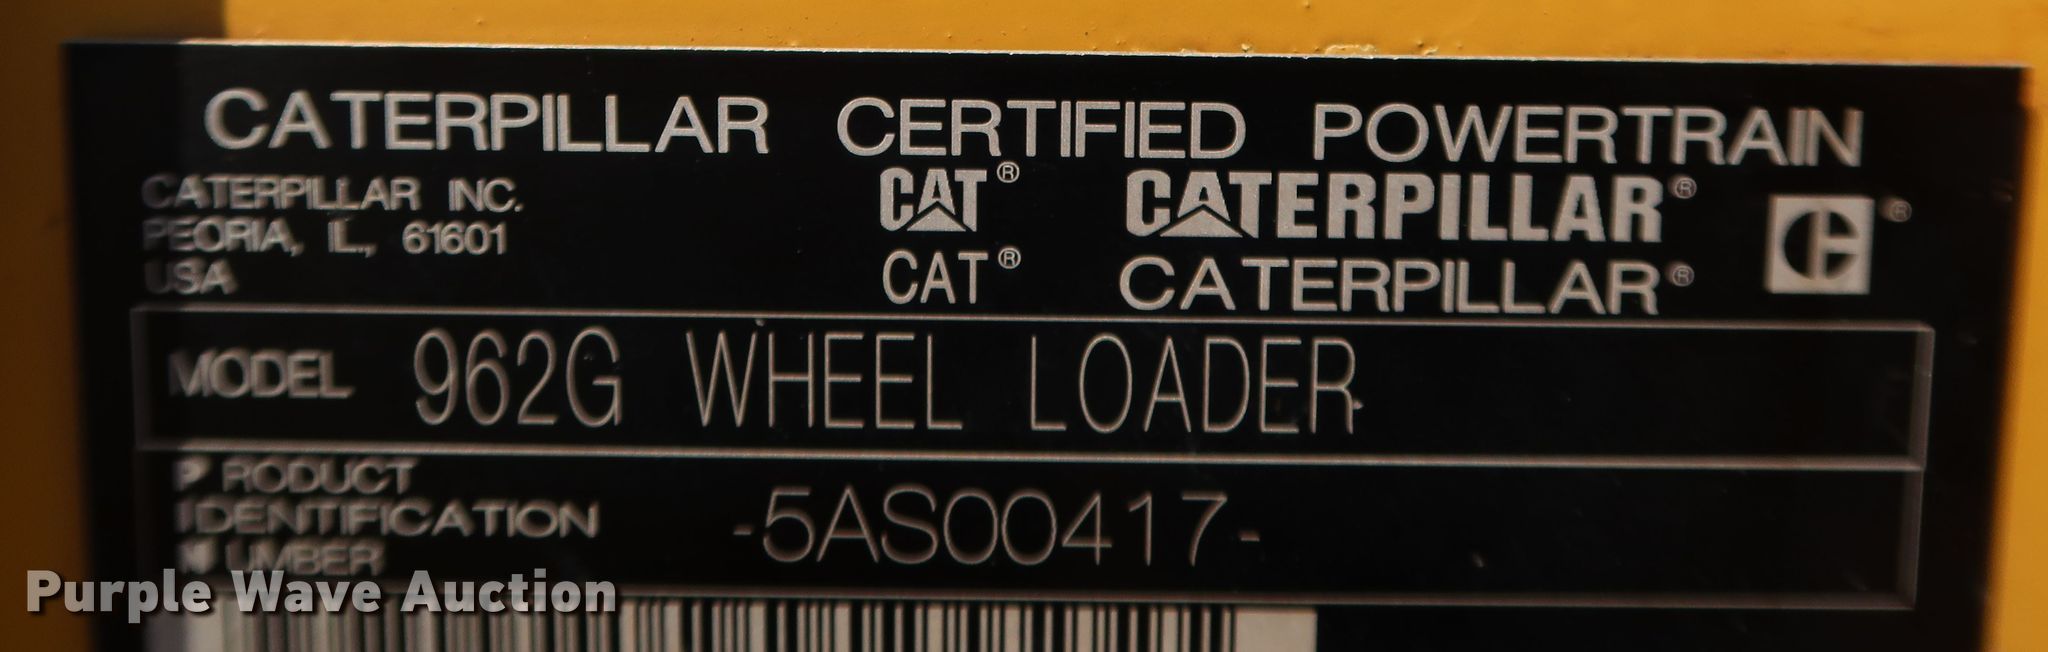 CATERPILLAR CERTIFIED POWERTRAIN
CATERPILLAR INC.
PEORIA, IL., 61601
USA
CAT® CATERPILLAR®
CAT® CATERPILLAR® ®
MODEL 962G WHEEL LOADER
PRODUCT
IDENTIFICATION
NUMBER
-5AS00417-
Purple Wave Auction